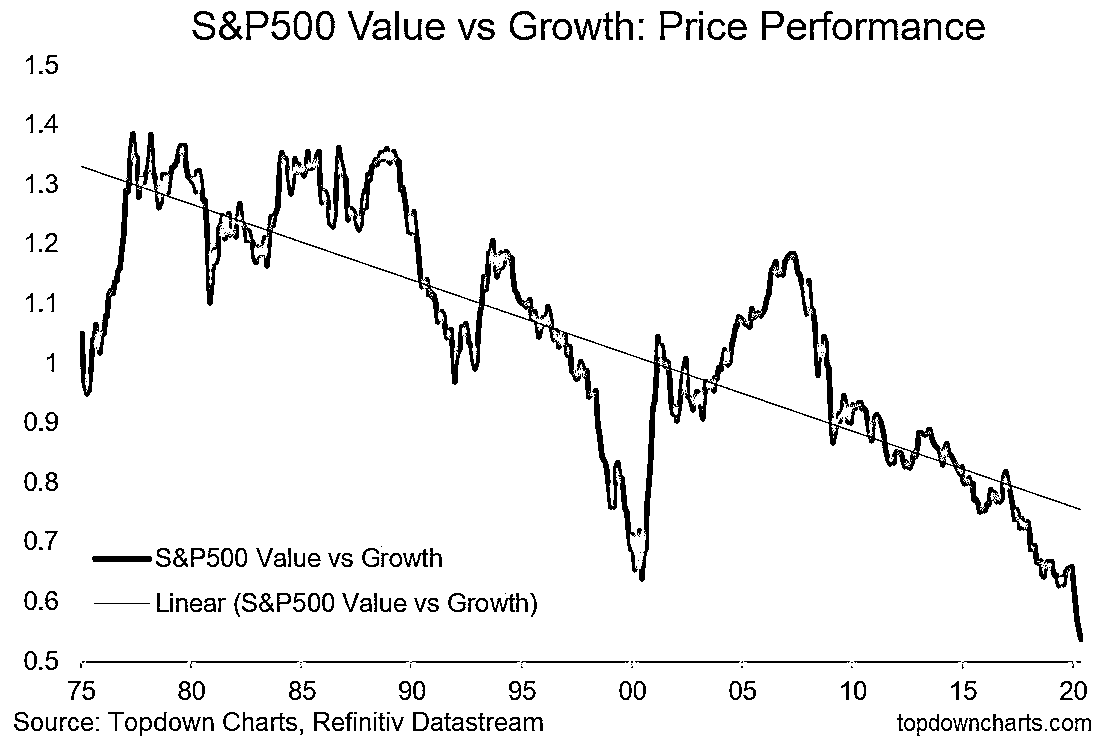 S&P500 Value vs Growth: Price Performance
1.5
1.4
1.3
1.2
1.1
1
0.9
0.8
0.7
0.6
0.5
S&P500 Value vs Growth
Linear (S&P500 Value vs Growth)
75 80 85 90 95 00 05 10 15 20
Source: Topdown Charts, Refinitiv Datastream
topdowncharts.com